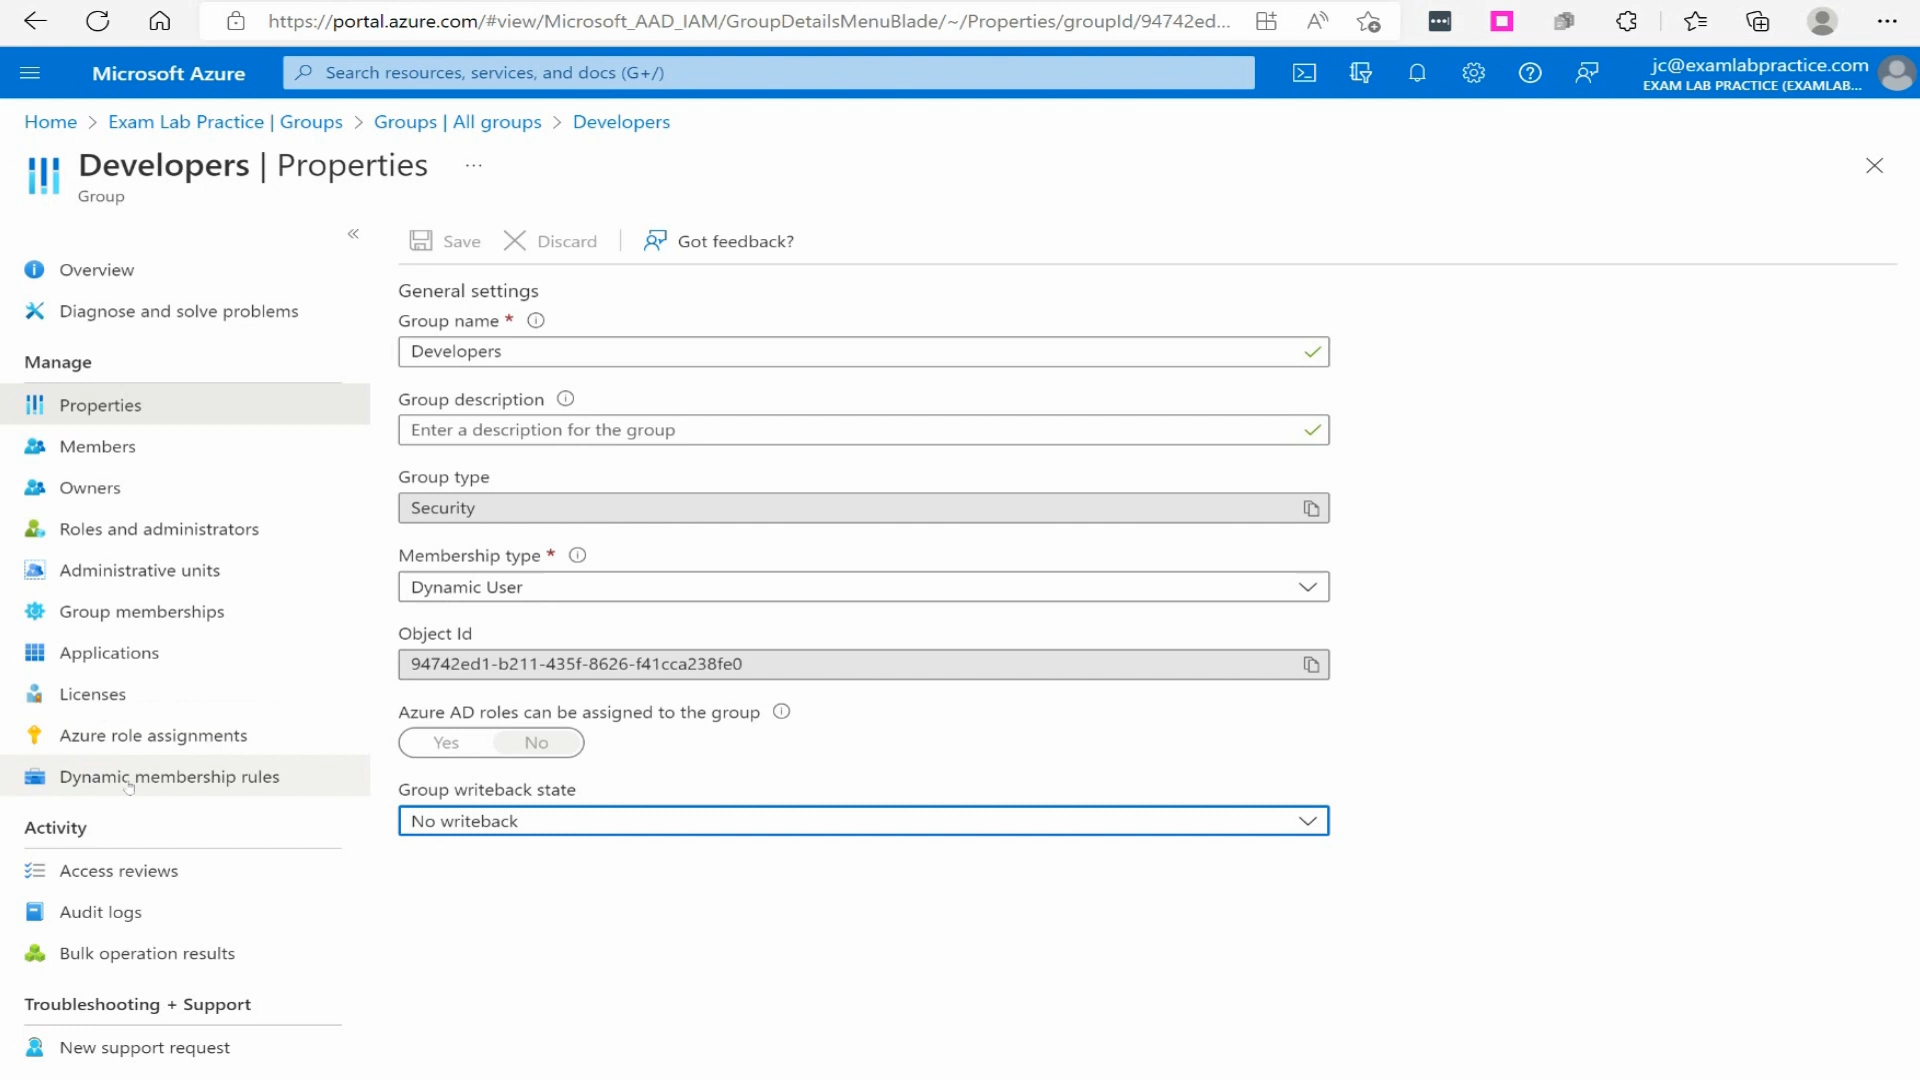 https://portal.azure.com/#view/Microsoft_AAD_IAM/GroupDetailsMenuBlade/~/Properties/groupId/94742ed...
Microsoft Azure
Search resources, services, and docs (G+/)
jc@examlabpractice.com
EXAM LAB PRACTICE (EXAMLAB...
Home > Exam Lab Practice | Groups > Groups | All groups > Developers
Developers | Properties ...
Group
Save Discard Got feedback?
Overview
Diagnose and solve problems
Manage
Properties
Members
Owners
Roles and administrators
Administrative units
Group memberships
Applications
Licenses
Azure role assignments
Dynamic membership rules
Activity
Access reviews
Audit logs
Bulk operation results
Troubleshooting + Support
New support request
General settings
Group name *
Developers
Group description
Enter a description for the group
Group type
Security
Membership type *
Dynamic User
Object Id
94742ed1-b211-435f-8626-f41cca238fe0
Azure AD roles can be assigned to the group
Yes No
Group writeback state
No writeback